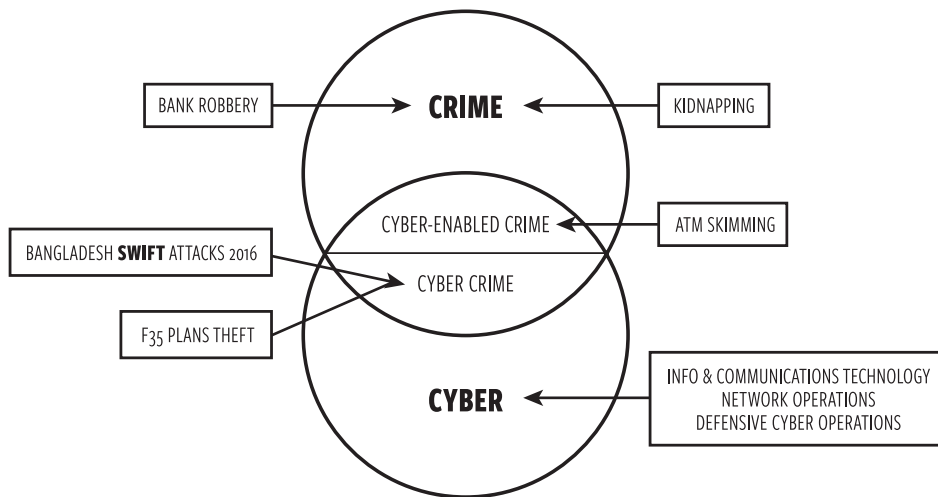 BANK ROBBERY
CRIME
KIDNAPPING
CYBER-ENABLED CRIME
ATM SKIMMING
BANGLADESH SWIFT ATTACKS 2016
CYBER CRIME
F35 PLANS THEFT
CYBER
INFO & COMMUNICATIONS TECHNOLOGY
NETWORK OPERATIONS
DEFENSIVE CYBER OPERATIONS